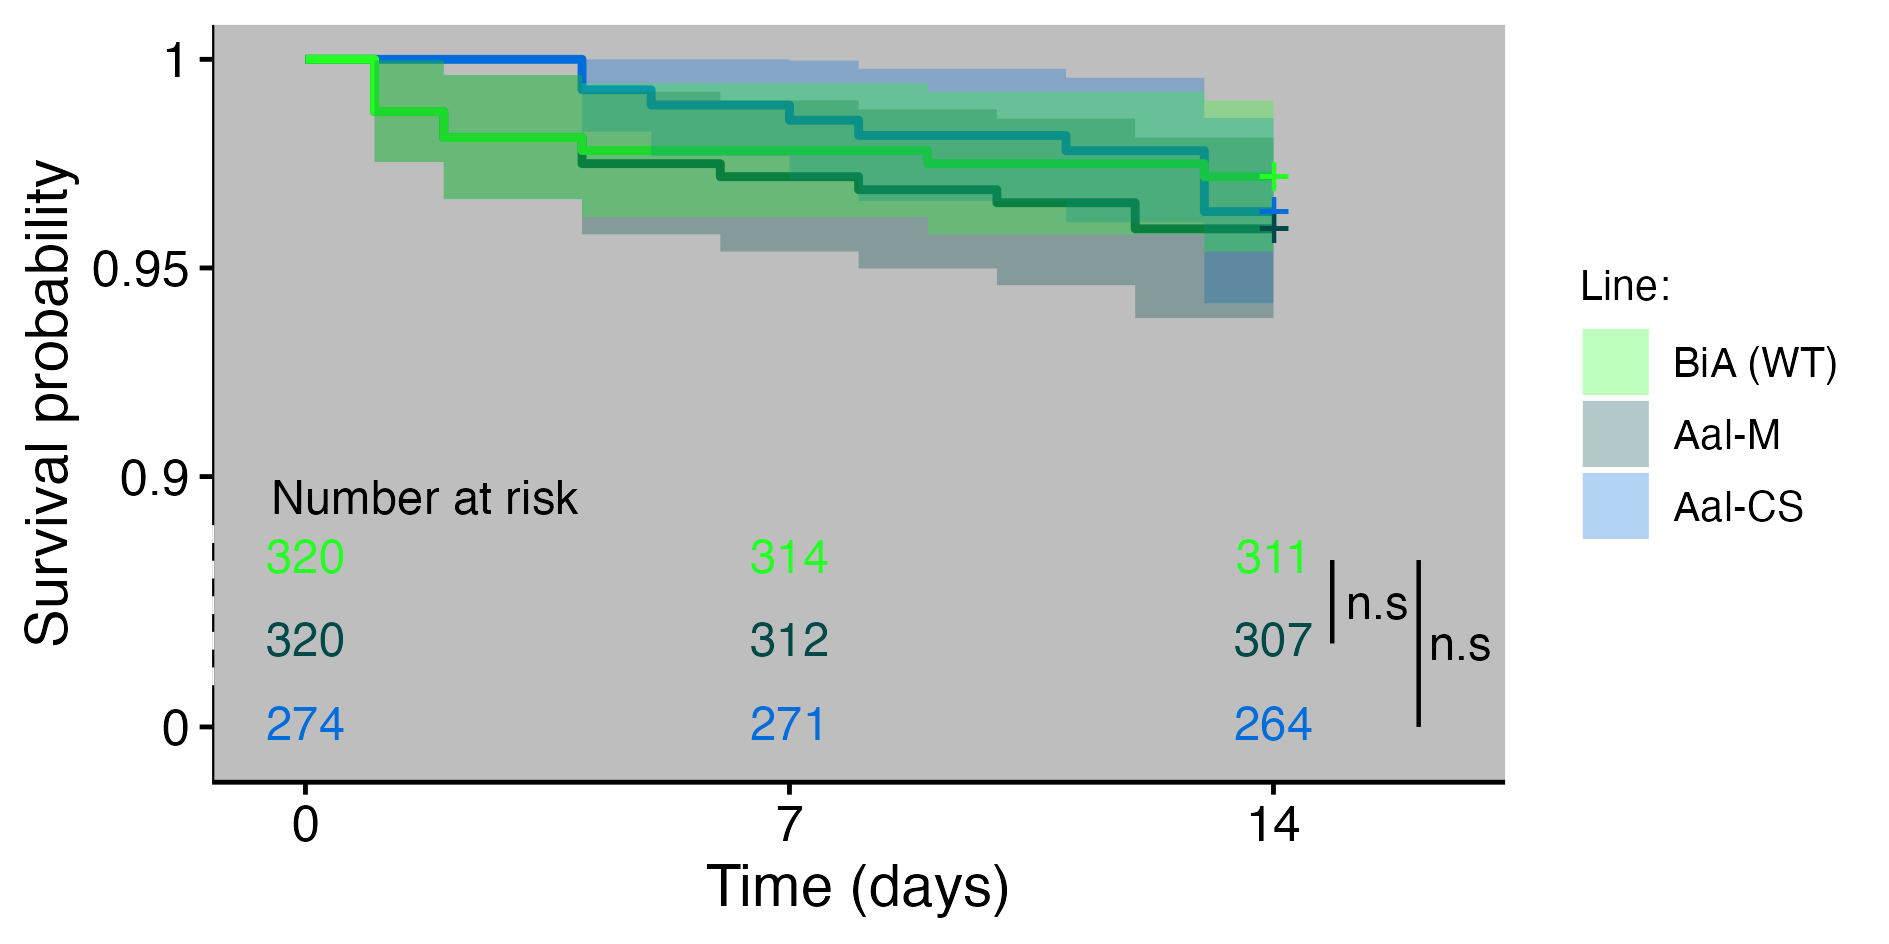 Survival probability
1
0.95
0.9
0
Number at risk
320 314 311
320 312 307
274 271 264
n.s
n.s
0 7 14
Time (days)
Line:
BiA (WT)
Aal-M
Aal-CS